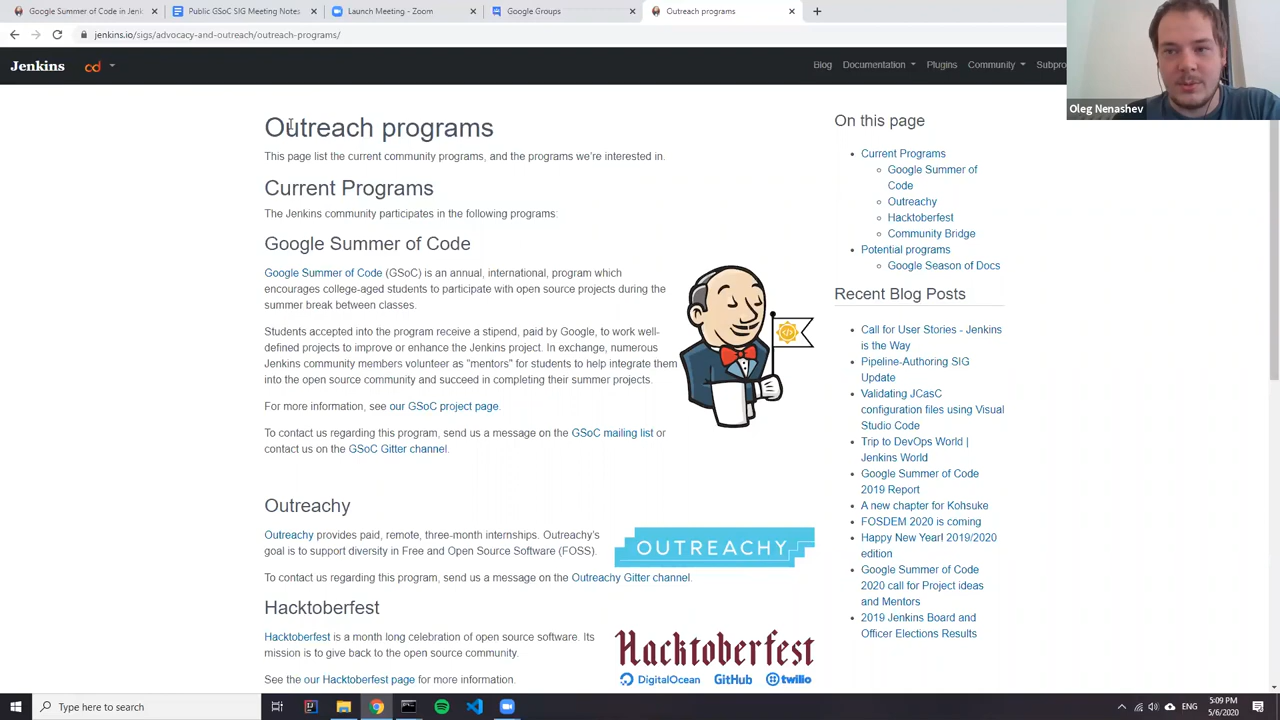 Google Summer of Code in Jenk
Public GSoC SIG Meeting Notes
Launch Meeting - Zoom
Google Groups
Outreach programs
jenkins.io/sigs/advocacy-and-outreach/outreach-programs/
Jenkins
cd
Blog Documentation Plugins Community Subpro
Oleg Nenashev
Outreach programs
This page list the current community programs, and the programs we're interested in.
Current Programs
The Jenkins community participates in the following programs:
Google Summer of Code
Google Summer of Code (GSoC) is an annual, international, program which
encourages college-aged students to participate with open source projects during the
summer break between classes.
Students accepted into the program receive a stipend, paid by Google, to work well-
defined projects to improve or enhance the Jenkins project. In exchange, numerous
Jenkins community members volunteer as "mentors" for students to help integrate them
into the open source community and succeed in completing their summer projects.
For more information, see our GSoC project page.
To contact us regarding this program, send us a message on the GSoC mailing list or
contact us on the GSoC Gitter channel.
Outreachy
Outreachy provides paid, remote, three-month internships. Outreachy's
goal is to support diversity in Free and Open Source Software (FOSS).
OUTREACHY
To contact us regarding this program, send us a message on the Outreachy Gitter channel.
Hacktoberfest
Hacktoberfest is a month long celebration of open source software. Its
mission is to give back to the open source community.
See the our Hacktoberfest page for more information.
Hacktoberfest
DigitalOcean GitHub twilio
On this page
Current Programs
Google Summer of
Code
Outreachy
Hacktoberfest
Community Bridge
Potential programs
Google Season of Docs
Recent Blog Posts
Call for User Stories - Jenkins
is the Way
Pipeline-Authoring SIG
Update
Validating JCasC
configuration files using Visual
Studio Code
Trip to DevOps World |
Jenkins World
Google Summer of Code
2019 Report
A new chapter for Kohsuke
FOSDEM 2020 is coming
Happy New Year! 2019/2020
edition
Google Summer of Code
2020 call for Project ideas
and Mentors
2019 Jenkins Board and
Officer Elections Results
Type here to search
5:09 PM
5/6/2020